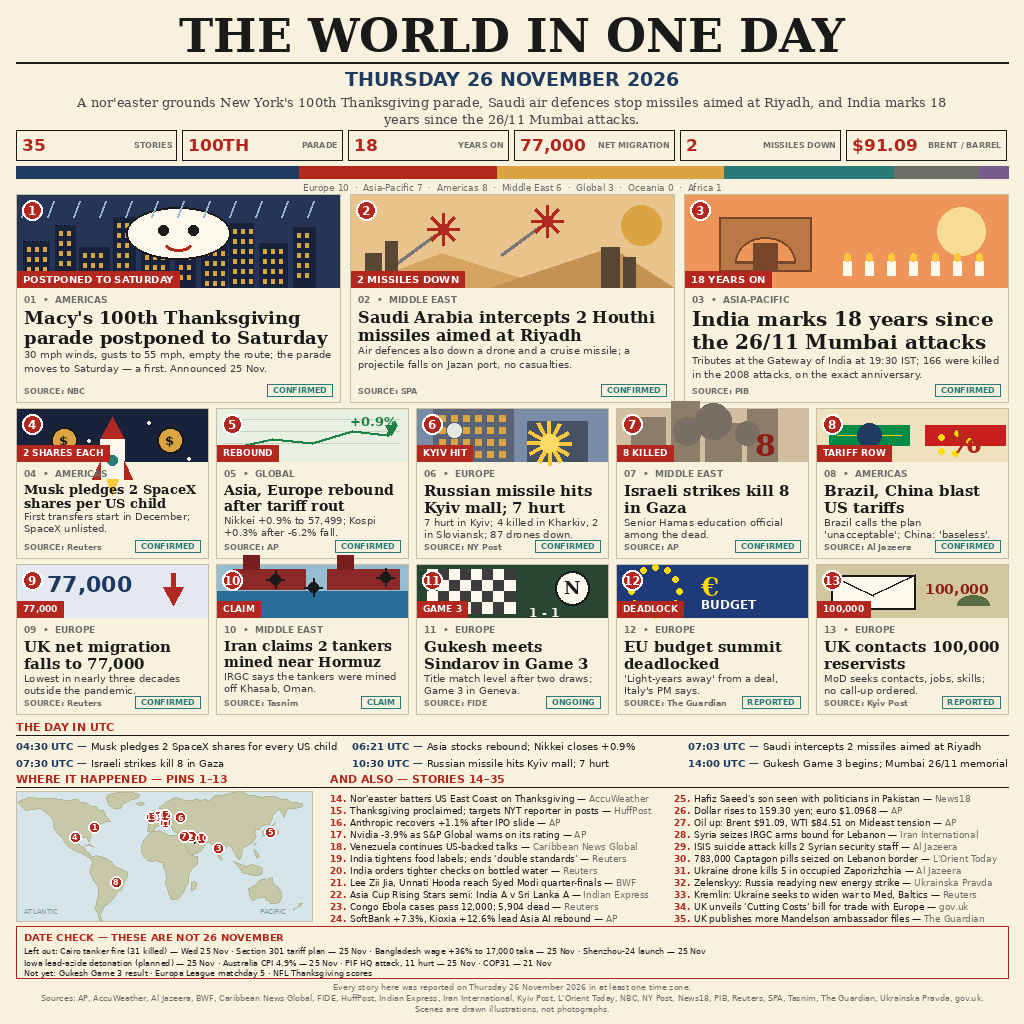 THE WORLD IN ONE DAY
THURSDAY 26 NOVEMBER 2026
A nor'easter grounds New York's 100th Thanksgiving parade, Saudi air defences stop missiles aimed at Riyadh, and India marks 18
years since the 26/11 Mumbai attacks.
35 STORIES
100TH PARADE
18 YEARS ON
77,000 NET MIGRATION
2 MISSILES DOWN
$91.09 BRENT / BARREL
Europe 10 · Asia-Pacific 7 · Americas 8 · Middle East 6 · Global 3 · Oceania 0 · Africa 1
1
POSTPONED TO SATURDAY
01 • AMERICAS
Macy's 100th Thanksgiving
parade postponed to Saturday
30 mph winds, gusts to 55 mph, empty the route; the parade
moves to Saturday — a first. Announced 25 Nov.
SOURCE: NBC
CONFIRMED
2
2 MISSILES DOWN
02 • MIDDLE EAST
Saudi Arabia intercepts 2 Houthi
missiles aimed at Riyadh
Air defences also down a drone and a cruise missile; a
projectile falls on Jazan port, no casualties.
SOURCE: SPA
CONFIRMED
3
18 YEARS ON
03 • ASIA-PACIFIC
India marks 18 years since
the 26/11 Mumbai attacks
Tributes at the Gateway of India at 19:30 IST; 166 were killed
in the 2008 attacks, on the exact anniversary.
SOURCE: PIB
CONFIRMED
4
$
$
2 SHARES EACH
04 • AMERICAS
Musk pledges 2 SpaceX
shares per US child
First transfers start in December;
SpaceX unlisted.
SOURCE: Reuters
CONFIRMED
5
+0.9%
REBOUND
05 • GLOBAL
Asia, Europe rebound
after tariff rout
Nikkei +0.9% to 57,499; Kospi
+0.3% after -6.2% fall.
SOURCE: AP
CONFIRMED
6
KYIV HIT
06 • EUROPE
Russian missile hits
Kyiv mall; 7 hurt
7 hurt in Kyiv; 4 killed in Kharkiv, 2
in Sloviansk; 87 drones down.
SOURCE: NY Post
CONFIRMED
7
8
8 KILLED
07 • MIDDLE EAST
Israeli strikes kill 8
in Gaza
Senior Hamas education official
among the dead.
SOURCE: AP
CONFIRMED
8
%
TARIFF ROW
08 • AMERICAS
Brazil, China blast
US tariffs
Brazil calls the plan
'unacceptable'; China: 'baseless'.
SOURCE: Al Jazeera
CONFIRMED
9
77,000
77,000
09 • EUROPE
UK net migration
falls to 77,000
Lowest in nearly three decades
outside the pandemic.
SOURCE: Reuters
CONFIRMED
10
CLAIM
10 • MIDDLE EAST
Iran claims 2 tankers
mined near Hormuz
IRGC says the tankers were mined
off Khasab, Oman.
SOURCE: Tasnim
CLAIM
11
N
GAME 3
1 - 1
11 • EUROPE
Gukesh meets
Sindarov in Game 3
Title match level after two draws;
Game 3 in Geneva.
SOURCE: FIDE
ONGOING
12
€
BUDGET
DEADLOCK
12 • EUROPE
EU budget summit
deadlocked
'Light-years away' from a deal,
Italy's PM says.
SOURCE: The Guardian
REPORTED
13
100,000
100,000
13 • EUROPE
UK contacts 100,000
reservists
MoD seeks contacts, jobs, skills;
no call-up ordered.
SOURCE: Kyiv Post
REPORTED
THE DAY IN UTC
04:30 UTC — Musk pledges 2 SpaceX shares for every US child
06:21 UTC — Asia stocks rebound; Nikkei closes +0.9%
07:03 UTC — Saudi intercepts 2 missiles aimed at Riyadh
07:30 UTC — Israeli strikes kill 8 in Gaza
10:30 UTC — Russian missile hits Kyiv mall; 7 hurt
14:00 UTC — Gukesh Game 3 begins; Mumbai 26/11 memorial
WHERE IT HAPPENED — PINS 1–13
1
4
6
5
3
8
ATLANTIC
PACIFIC
AND ALSO — STORIES 14–35
14. Nor'easter batters US East Coast on Thanksgiving — AccuWeather
15. Thanksgiving proclaimed; targets NYT reporter in posts — HuffPost
16. Anthropic recovers +1.1% after IPO slide — AP
17. Nvidia -3.9% as S&P Global warns on its rating — AP
18. Venezuela continues US-backed talks — Caribbean News Global
19. India tightens food labels; ends 'double standards' — Reuters
20. India orders tighter checks on bottled water — Reuters
21. Lee Zii Jia, Unnati Hooda reach Syed Modi quarter-finals — BWF
22. Asia Cup Rising Stars semi: India A v Sri Lanka A — Indian Express
23. Congo Ebola cases pass 12,000; 5,904 dead — Reuters
24. SoftBank +7.3%, Kioxia +12.6% lead Asia AI rebound — AP
25. Hafiz Saeed's son seen with politicians in Pakistan — News18
26. Dollar rises to 159.30 yen; euro $1.0968 — AP
27. Oil up: Brent $91.09, WTI $84.51 on Mideast tension — AP
28. Syria seizes IRGC arms bound for Lebanon — Iran International
29. ISIS suicide attack kills 2 Syrian security staff — Al Jazeera
30. 783,000 Captagon pills seized on Lebanon border — L'Orient Today
31. Ukraine drone kills 5 in occupied Zaporizhzhia — Al Jazeera
32. Zelenskyy: Russia readying new energy strike — Ukrainska Pravda
33. Kremlin: Ukraine seeks to widen war to Med, Baltics — Reuters
34. UK unveils 'Cutting Costs' bill for trade with Europe — gov.uk
35. UK publishes more Mandelson ambassador files — The Guardian
DATE CHECK — THESE ARE NOT 26 NOVEMBER
Left out: Cairo tanker fire (31 killed) — Wed 25 Nov · Section 301 tariff plan — 25 Nov · Bangladesh wage +36% to 17,000 taka — 25 Nov · Shenzhou-24 launch — 25 Nov
Iowa lead-azide detonation (planned) — 25 Nov · Australia CPI 4.9% — 25 Nov · PIF HQ attack, 11 hurt — 25 Nov · COP31 — 21 Nov
Not yet: Gukesh Game 3 result · Europa League matchday 5 · NFL Thanksgiving scores
Every story here was reported on Thursday 26 November 2026 in at least one time zone.
Sources: AP, AccuWeather, Al Jazeera, BWF, Caribbean News Global, FIDE, HuffPost, Indian Express, Iran International, Kyiv Post, L'Orient Today, NBC, NY Post, News18, PIB, Reuters, SPA, Tasnim, The Guardian, Ukrainska Pravda, gov.uk.
Scenes are drawn illustrations, not photographs.